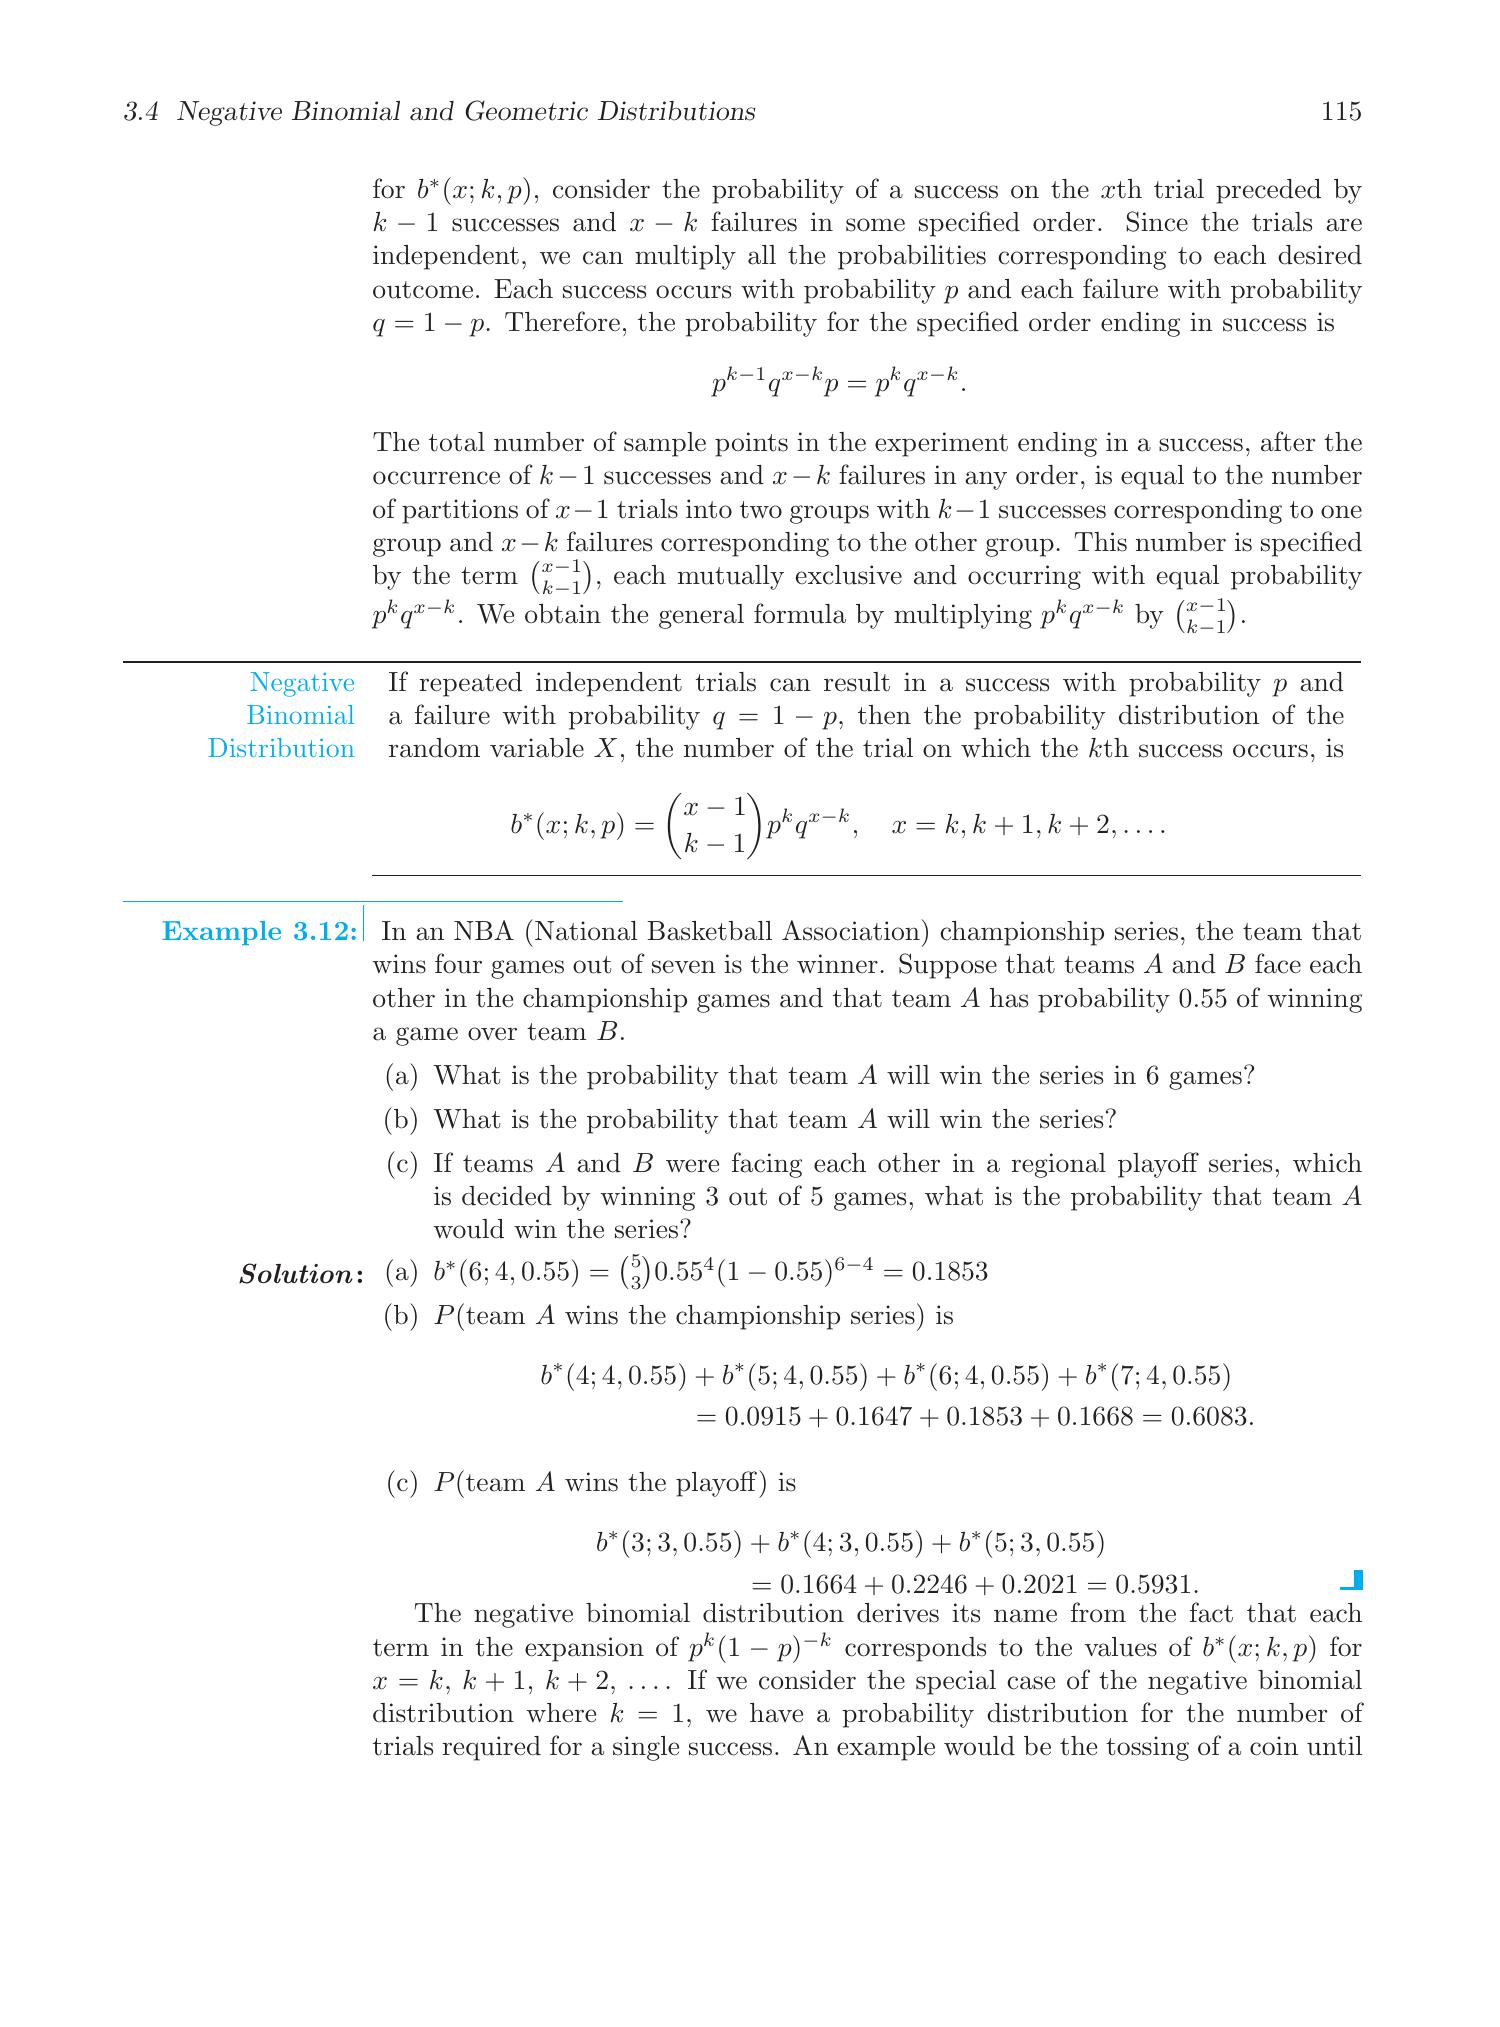 3.4 Negative Binomial and Geometric Distributions 115
for b*(x; k, p), consider the probability of a success on the xth trial preceded by
k − 1 successes and x − k failures in some specified order. Since the trials are
independent, we can multiply all the probabilities corresponding to each desired
outcome. Each success occurs with probability p and each failure with probability
q = 1 − p. Therefore, the probability for the specified order ending in success is
p^{k−1}q^{x−k}p = p^k q^{x−k}.
The total number of sample points in the experiment ending in a success, after the
occurrence of k − 1 successes and x − k failures in any order, is equal to the number
of partitions of x − 1 trials into two groups with k − 1 successes corresponding to one
group and x − k failures corresponding to the other group. This number is specified
by the term \binom{x−1}{k−1}, each mutually exclusive and occurring with equal probability
p^k q^{x−k}. We obtain the general formula by multiplying p^k q^{x−k} by \binom{x−1}{k−1}.
Negative
Binomial
Distribution
If repeated independent trials can result in a success with probability p and
a failure with probability q = 1 − p, then the probability distribution of the
random variable X, the number of the trial on which the kth success occurs, is
b*(x; k, p) = \binom{x − 1}{k − 1} p^k q^{x−k}, x = k, k + 1, k + 2, . . . .
Example 3.12: In an NBA (National Basketball Association) championship series, the team that
wins four games out of seven is the winner. Suppose that teams A and B face each
other in the championship games and that team A has probability 0.55 of winning
a game over team B.
(a) What is the probability that team A will win the series in 6 games?
(b) What is the probability that team A will win the series?
(c) If teams A and B were facing each other in a regional playoff series, which
is decided by winning 3 out of 5 games, what is the probability that team A
would win the series?
Solution: (a) b*(6; 4, 0.55) = \binom{5}{3}0.55^4(1 − 0.55)^{6−4} = 0.1853
(b) P(team A wins the championship series) is
b*(4; 4, 0.55) + b*(5; 4, 0.55) + b*(6; 4, 0.55) + b*(7; 4, 0.55)
= 0.0915 + 0.1647 + 0.1853 + 0.1668 = 0.6083.
(c) P(team A wins the playoff) is
b*(3; 3, 0.55) + b*(4; 3, 0.55) + b*(5; 3, 0.55)
= 0.1664 + 0.2246 + 0.2021 = 0.5931.
The negative binomial distribution derives its name from the fact that each
term in the expansion of p^k(1 − p)^{−k} corresponds to the values of b*(x; k, p) for
x = k, k + 1, k + 2, . . . . If we consider the special case of the negative binomial
distribution where k = 1, we have a probability distribution for the number of
trials required for a single success. An example would be the tossing of a coin until